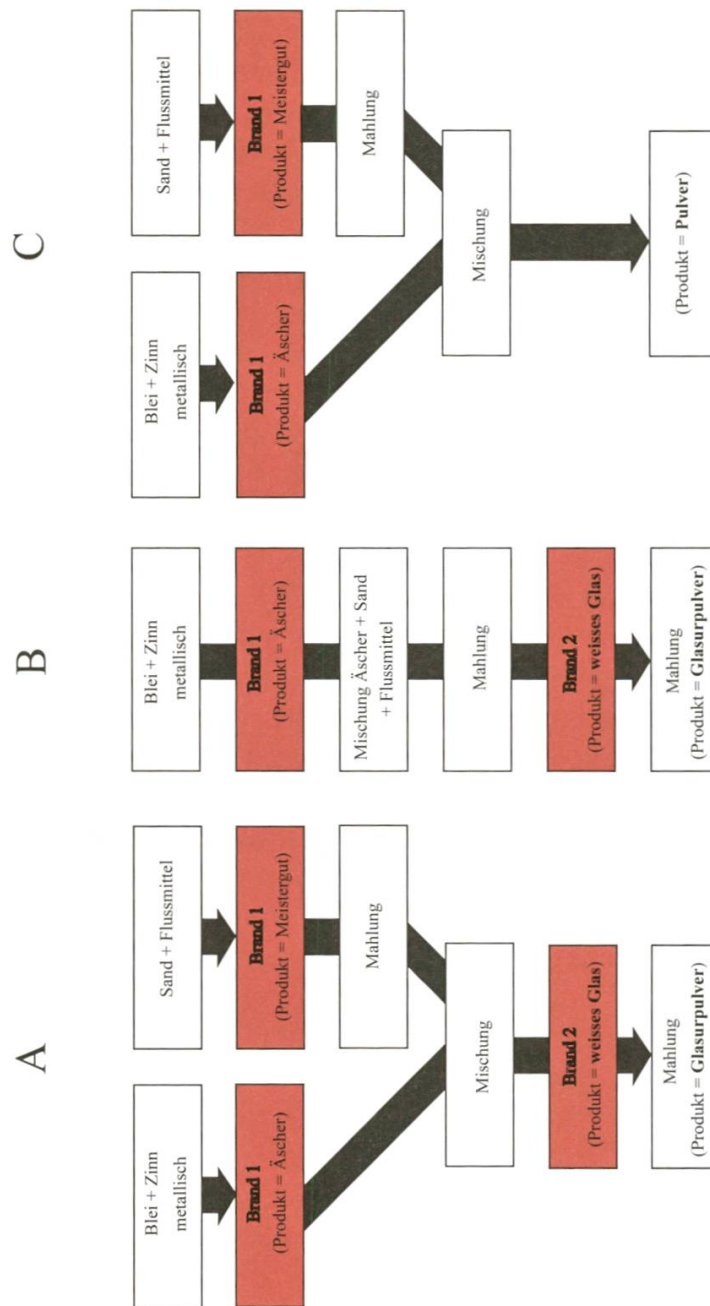 A
Blei + Zinn
metallisch
Sand + Flussmittel
Brand 1
(Produkt = Äscher)
Brand 1
(Produkt = Meistergut)
Mahlung
Mischung
Brand 2
(Produkt = weisses Glas)
Mahlung
(Produkt = Glasurpulver)
B
Blei + Zinn
metallisch
Brand 1
(Produkt = Äscher)
Mischung Äscher + Sand
+ Flussmittel
Mahlung
Brand 2
(Produkt = weisses Glas)
Mahlung
(Produkt = Glasurpulver)
C
Blei + Zinn
metallisch
Sand + Flussmittel
Brand 1
(Produkt = Äscher)
Brand 1
(Produkt = Meistergut)
Mahlung
Mischung
(Produkt = Pulver)